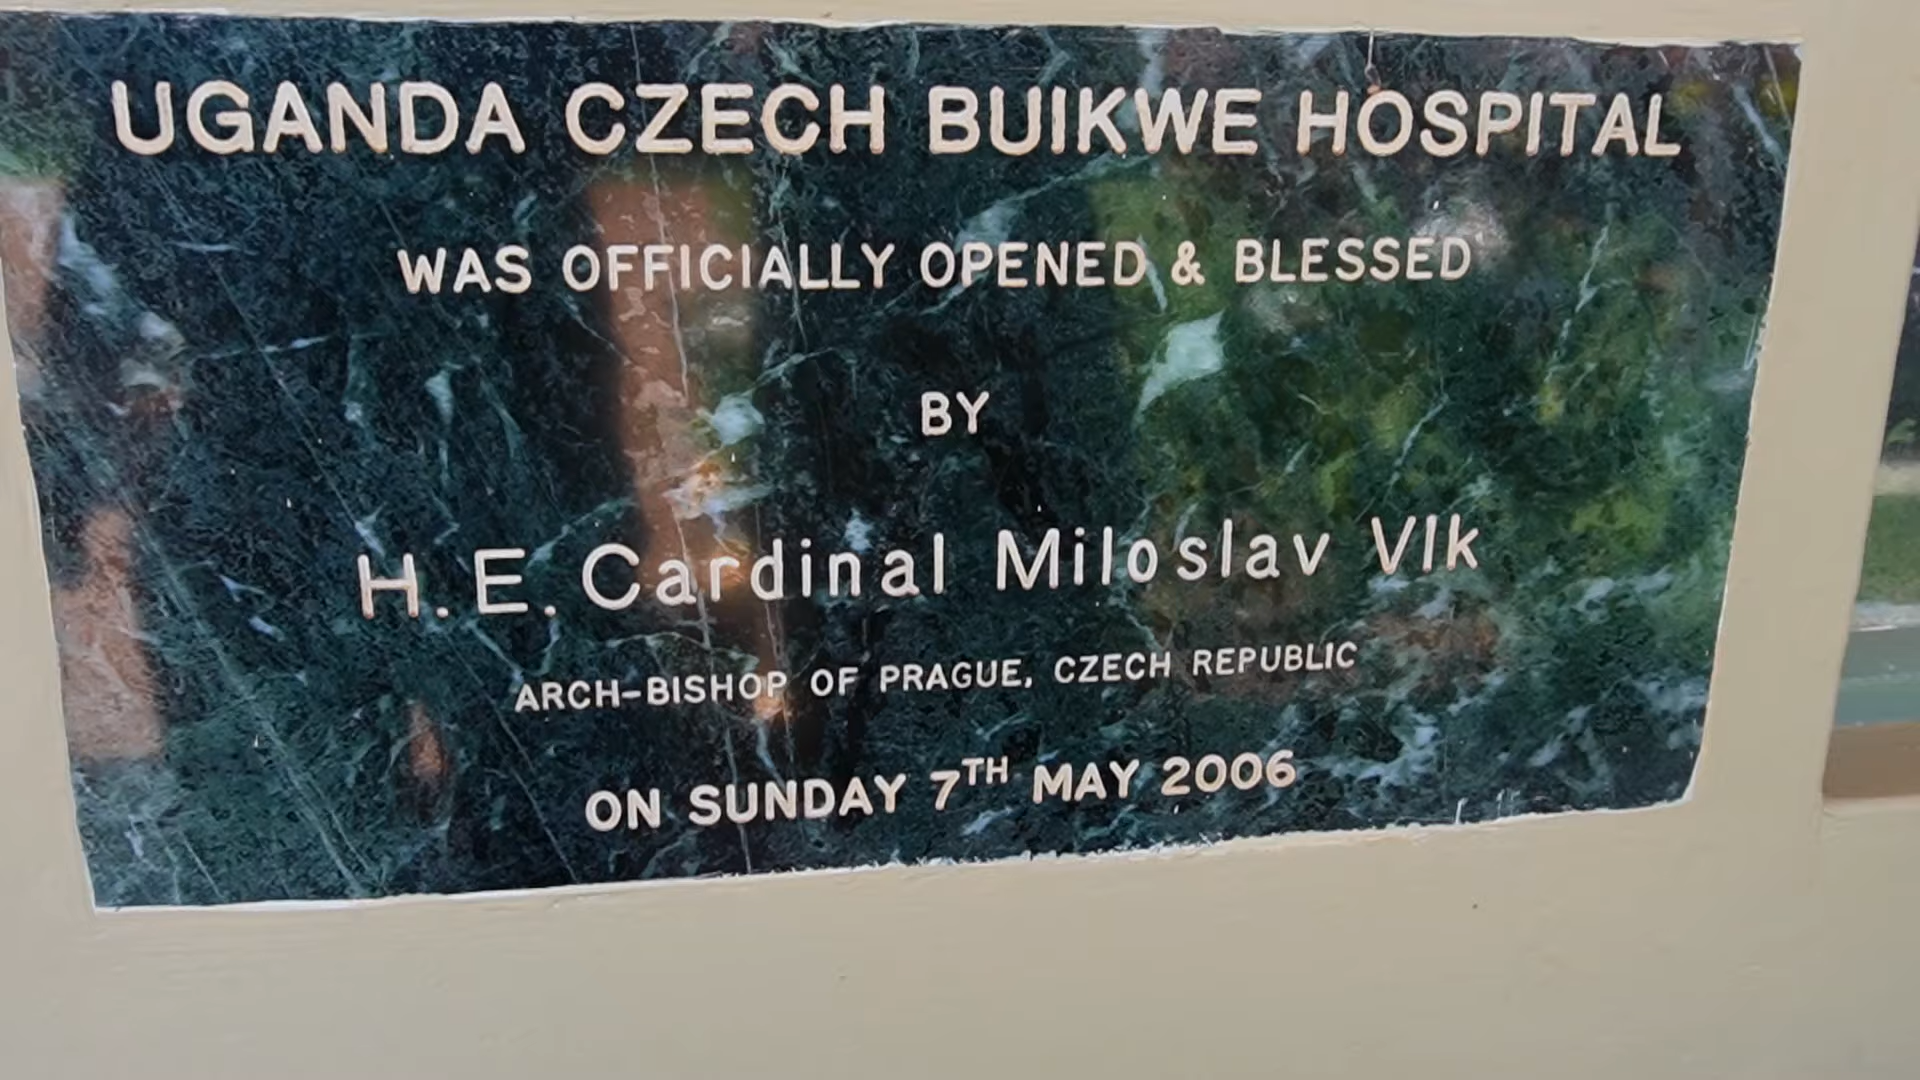 UGANDA CZECH BUIKWE HOSPITAL
WAS OFFICIALLY OPENED & BLESSED
BY
H.E. Cardinal Miloslav Vlk
ARCH-BISHOP OF PRAGUE, CZECH REPUBLIC
ON SUNDAY 7TH MAY 2006